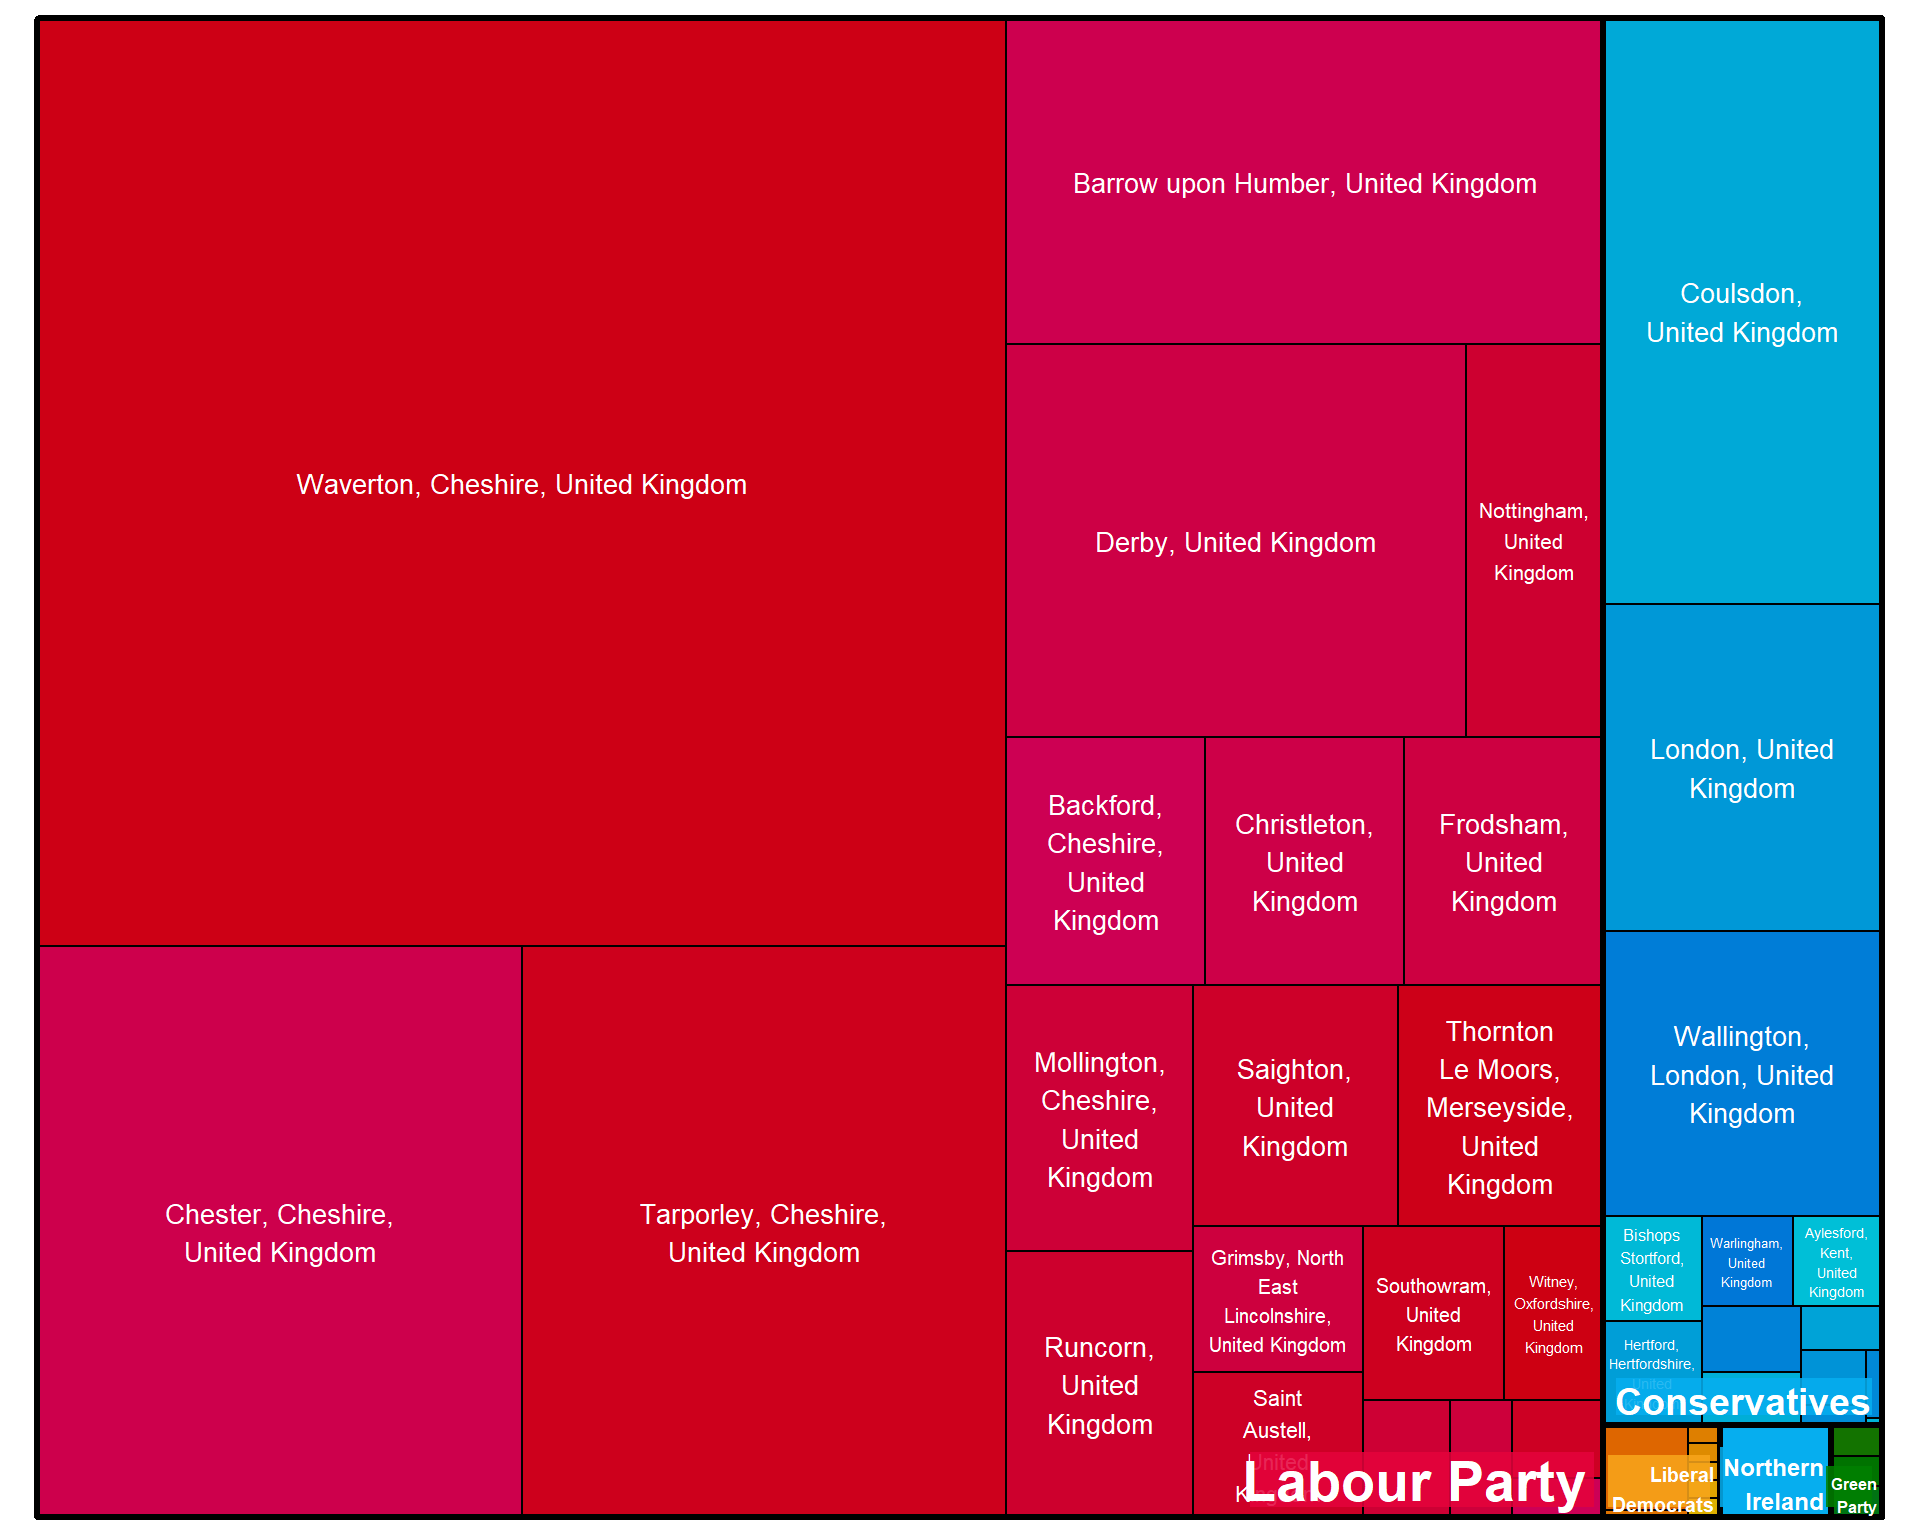 Waverton, Cheshire, United Kingdom
Chester, Cheshire,
United Kingdom
Tarporley, Cheshire,
United Kingdom
Barrow upon Humber, United Kingdom
Derby, United Kingdom
Nottingham,
United
Kingdom
Backford,
Cheshire,
United
Kingdom
Christleton,
United
Kingdom
Frodsham,
United
Kingdom
Mollington,
Cheshire,
United
Kingdom
Saighton,
United
Kingdom
Thornton
Le Moors,
Merseyside,
United
Kingdom
Runcorn,
United
Kingdom
Grimsby, North
East
Lincolnshire,
United Kingdom
Southowram,
United
Kingdom
Witney,
Oxfordshire,
United
Kingdom
Saint
Austell,
United
Labour Party
Coulsdon,
United Kingdom
London, United
Kingdom
Wallington,
London, United
Kingdom
Bishops
Stortford,
United
Kingdom
Warlingham,
United
Kingdom
Aylesford,
Kent,
United
Kingdom
Hertford,
Hertfordshire,
United
Conservatives
Liberal
Democrats
Northern
Ireland
Green
Party